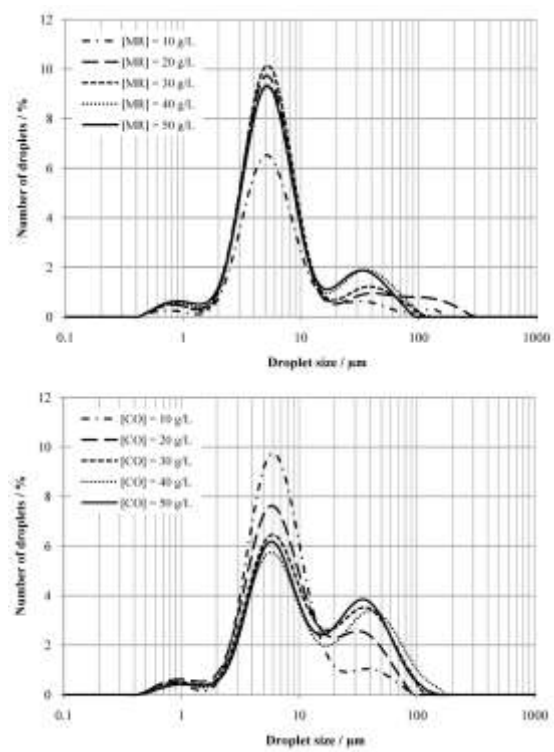 12
[MR] = 10 g/L
[MR] = 20 g/L
10
[MR] = 30 g/L
[MR] = 40 g/L
8
[MR] = 50 g/L
6
4
2
0
Number of droplets / %
0.1
1
10
100
1000
Droplet size / µm
12
[CO] = 10 g/L
[CO] = 20 g/L
10
[CO] = 30 g/L
[CO] = 40 g/L
8
[CO] = 50 g/L
6
4
2
0
Number of droplets / %
0.1
1
10
100
1000
Droplet size / µm